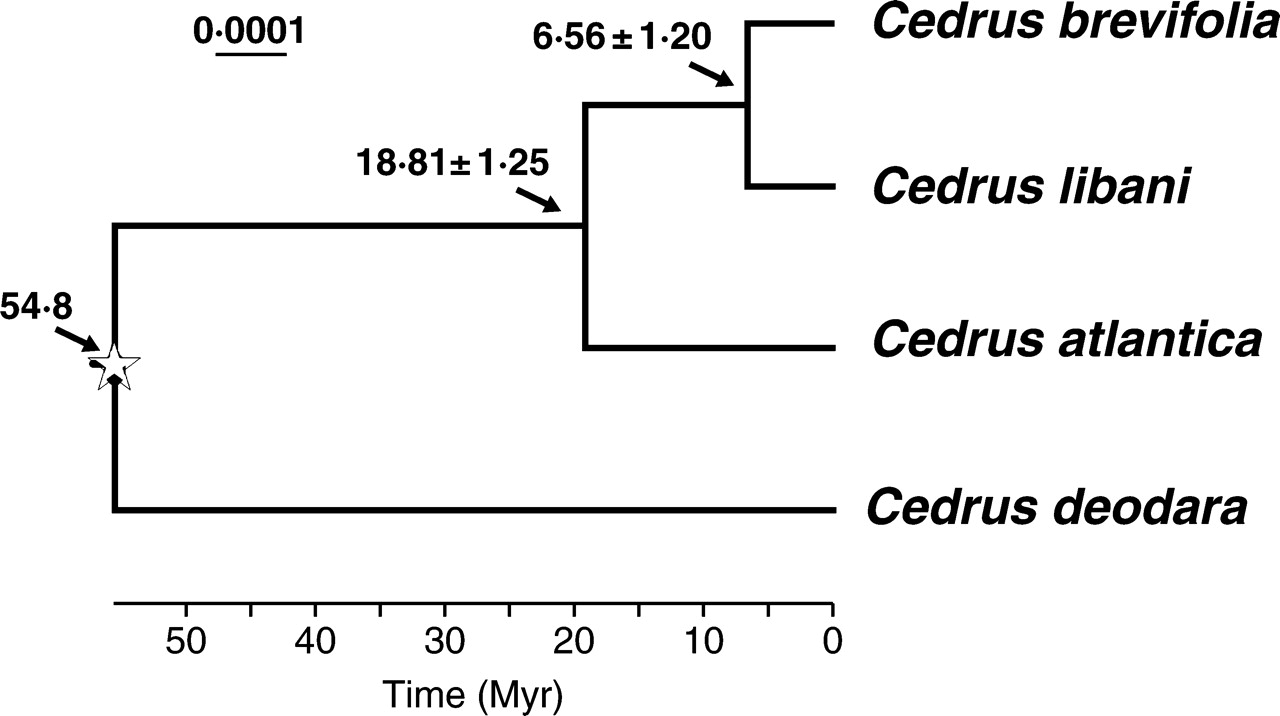 0·0001
6·56 ± 1·20
Cedrus brevifolia
18·81± 1·25
Cedrus libani
54·8
Cedrus atlantica
Cedrus deodara
50 40 30 20 10 0
Time (Myr)